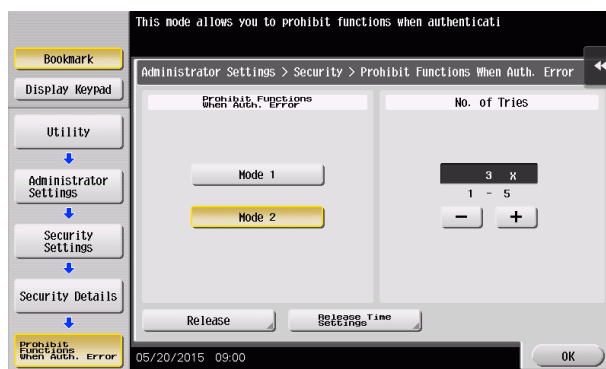 This mode allows you to prohibit functions when authenticati
Bookmark
Display Keypad
Utility
Administrator
Settings
Security
Settings
Security Details
Prohibit
Functions
When Auth. Error
Administrator Settings > Security > Prohibit Functions When Auth. Error
Prohibit Functions
When Auth. Error
Mode 1
Mode 2
No. of Tries
3 X
1 - 5
− +
Release
Release Time
Settings
05/20/2015 09:00
OK